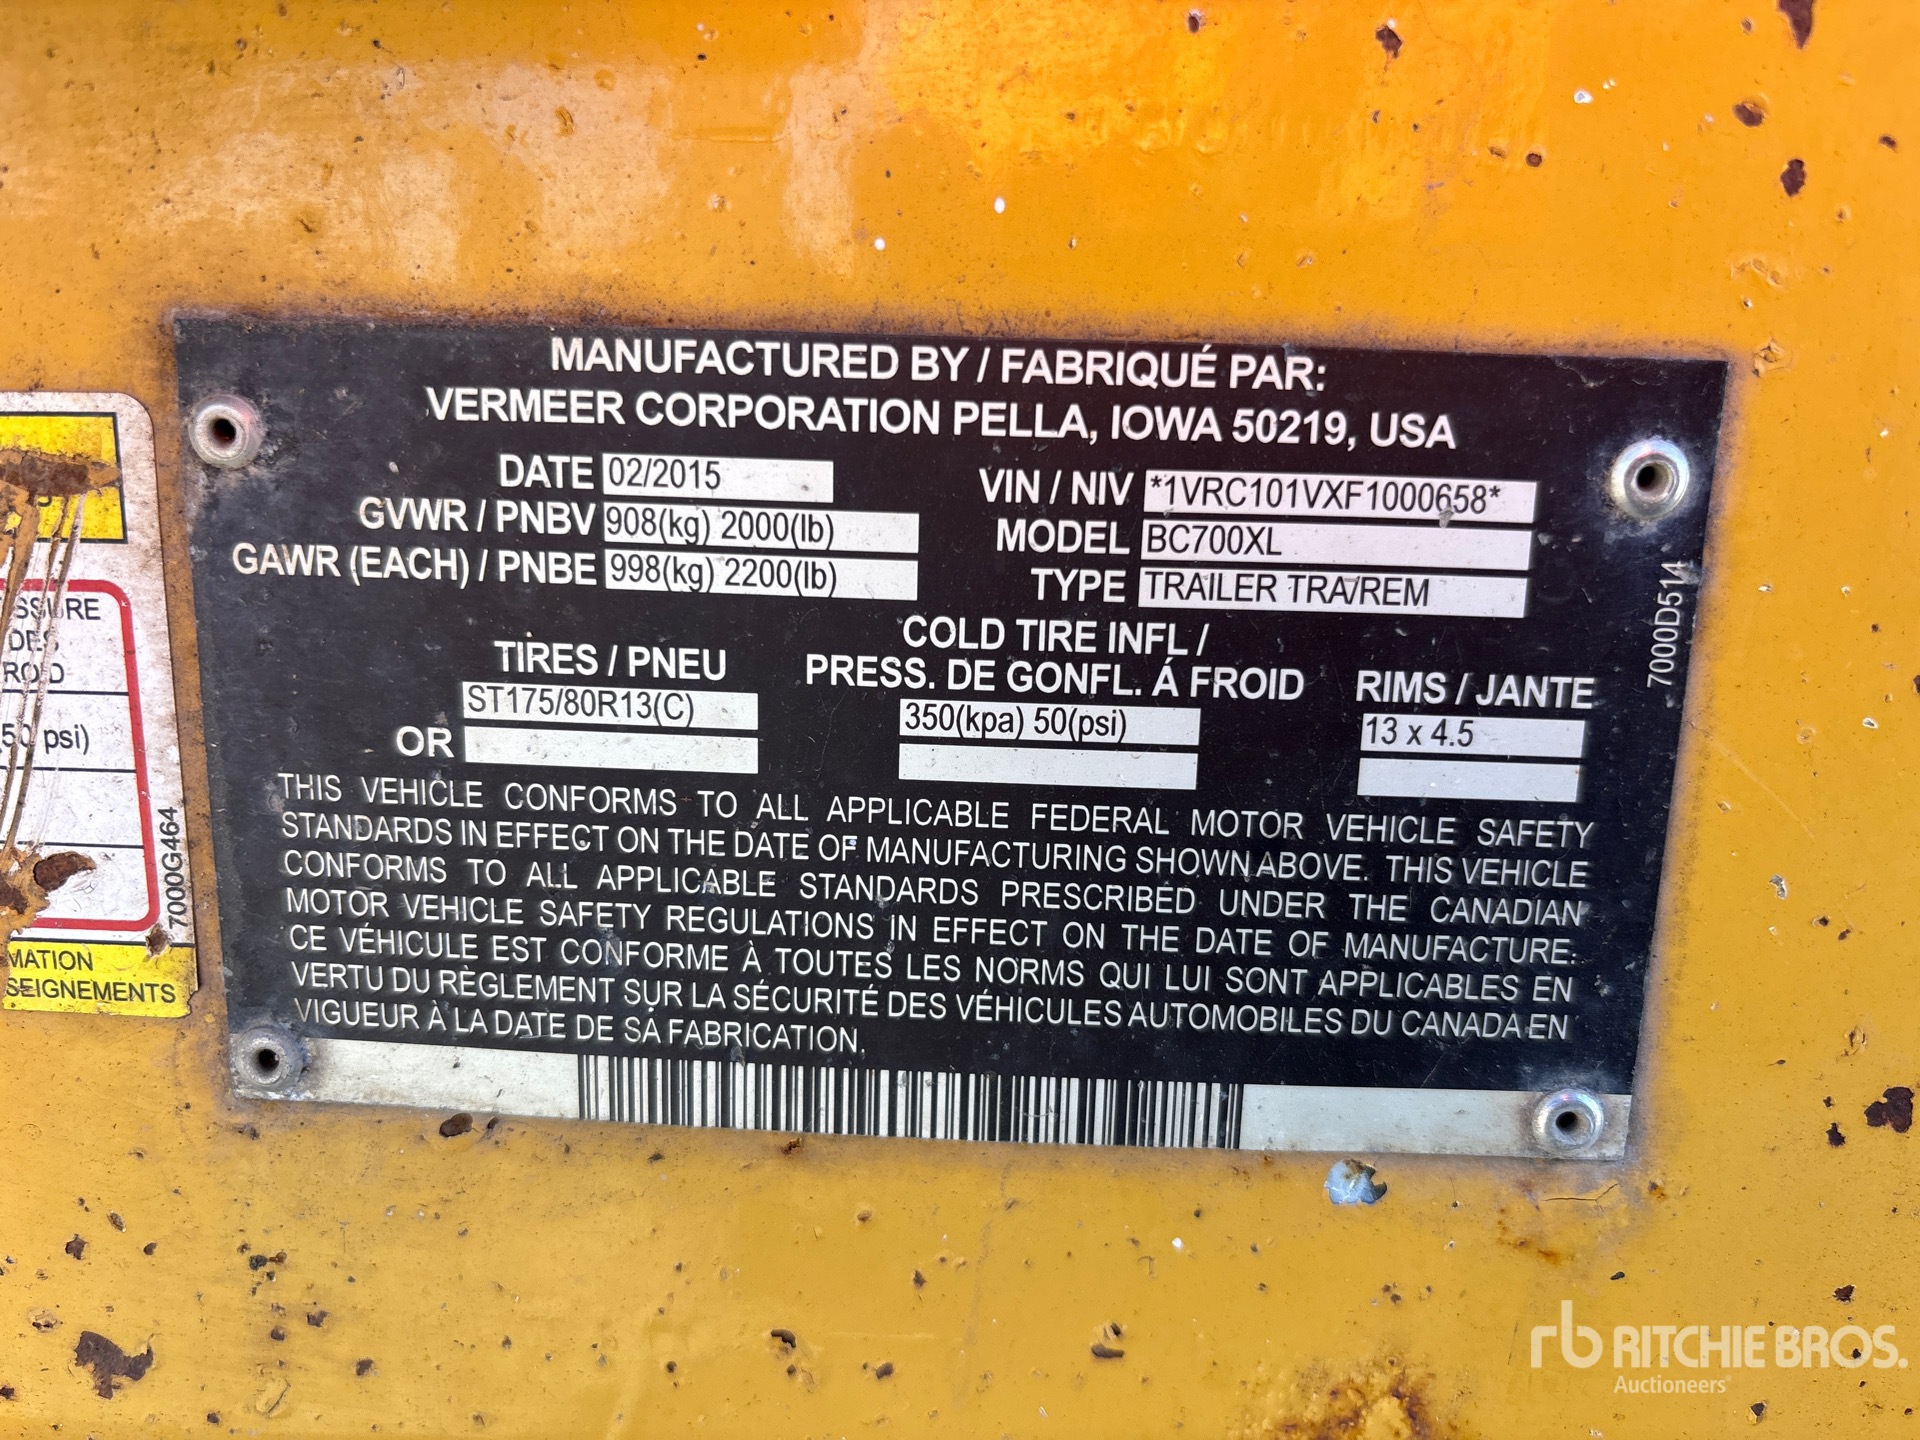 MANUFACTURED BY / FABRIQUÉ PAR:
VERMEER CORPORATION PELLA, IOWA 50219, USA
DATE 02/2015
GVWR / PNBV 908(kg) 2000(lb)
GAWR (EACH) / PNBE 998(kg) 2200(lb)
VIN / NIV *1VRC101VXF1000658*
MODEL BC700XL
TYPE TRAILER TRA/REM
TIRES / PNEU
ST175/80R13(C)
OR
COLD TIRE INFL /
PRESS. DE GONFL. Á FROID
350(kpa) 50(psi)
RIMS / JANTE
13 x 4.5
THIS VEHICLE CONFORMS TO ALL APPLICABLE FEDERAL MOTOR VEHICLE SAFETY
STANDARDS IN EFFECT ON THE DATE OF MANUFACTURING SHOWN ABOVE. THIS VEHICLE
CONFORMS TO ALL APPLICABLE STANDARDS PRESCRIBED UNDER THE CANADIAN
MOTOR VEHICLE SAFETY REGULATIONS IN EFFECT ON THE DATE OF MANUFACTURE.
CE VÉHICULE EST CONFORME À TOUTES LES NORMS QUI LUI SONT APPLICABLES EN
VERTU DU RÈGLEMENT SUR LA SÉCURITÉ DES VÉHICULES AUTOMOBILES DU CANADA EN
VIGUEUR À LA DATE DE SA FABRICATION.
7000D514
SSURE
DES
ROID
50 psi)
7000G464
MATION
SEIGNEMENTS
rb RITCHIE BROS.
Auctioneers